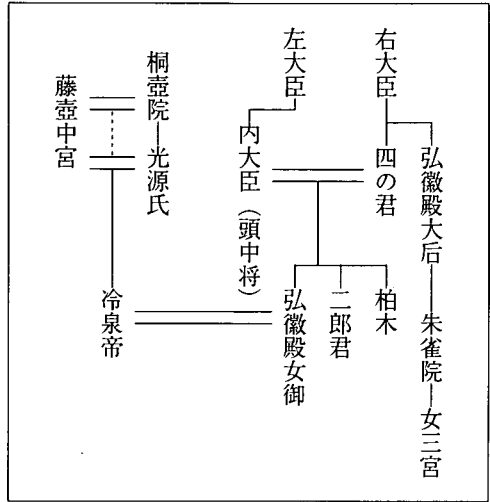 右大臣
弘徽殿大后
朱雀院
女三宮
四の君
柏木
二郎君
弘徽殿女御
左大臣
内大臣（頭中将）
桐壺院
光源氏
藤壺中宮
冷泉帝